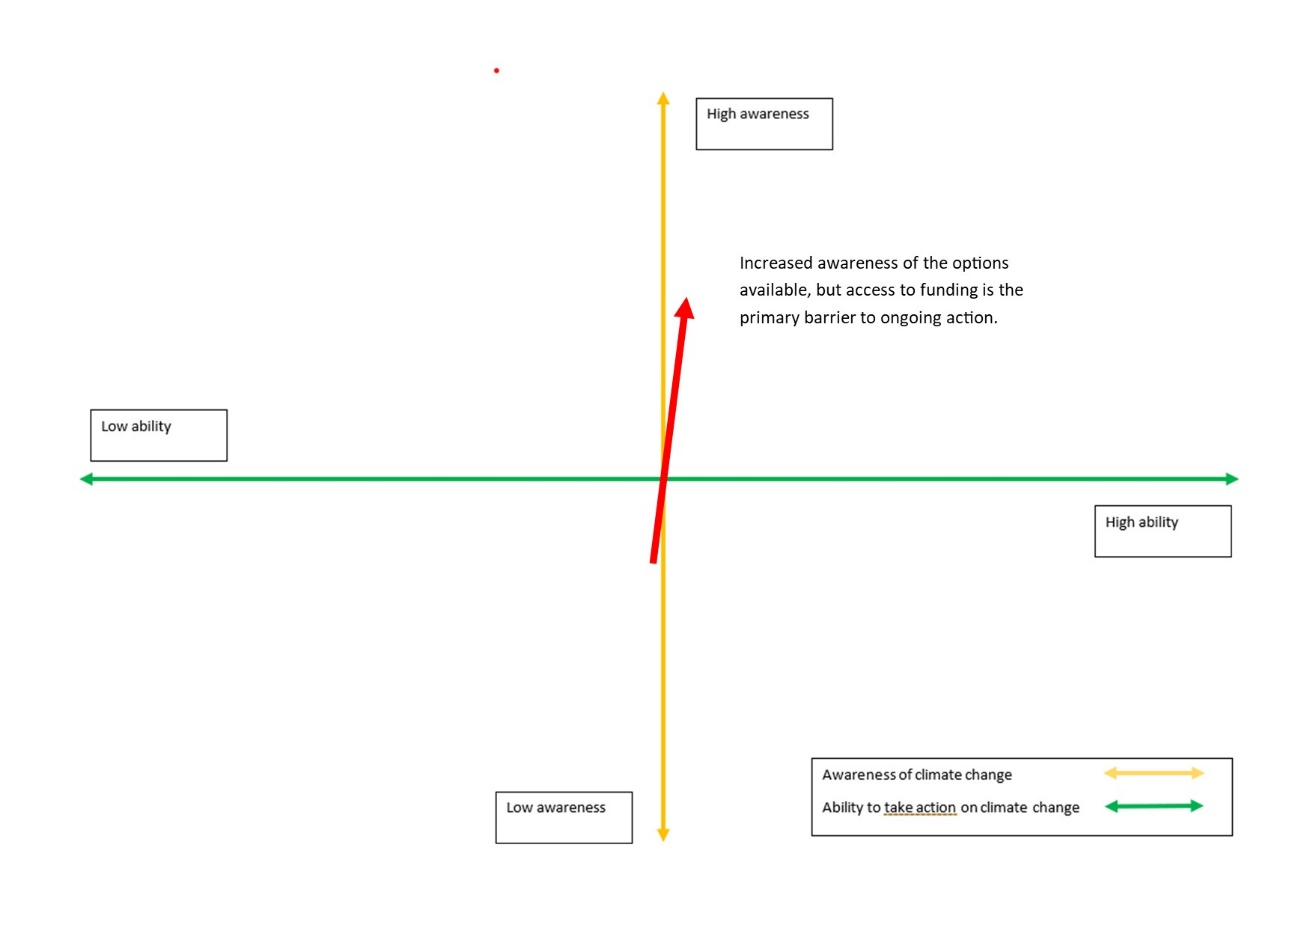 High awareness
Increased awareness of the options
available, but access to funding is the
primary barrier to ongoing action.
Low ability
High ability
Awareness of climate change
Ability to take action on climate change
Low awareness